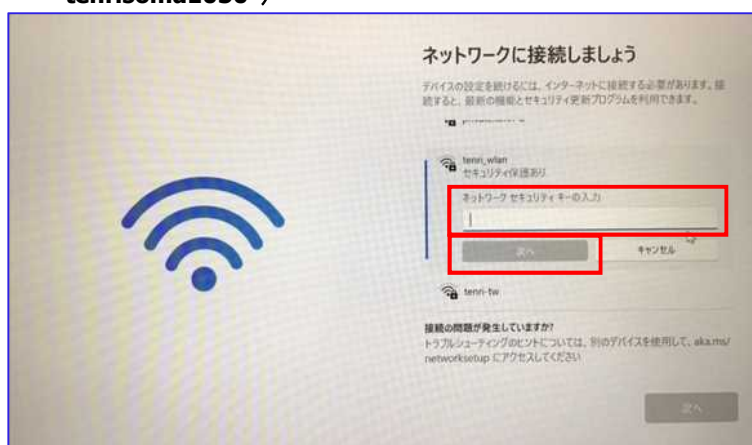 ネットワークに接続しましょう
デバイスの設定を続けるには、インターネットに接続する必要があります。接
続すると、最新の機能とセキュリティ更新プログラムを利用できます。
tenri_wlan
セキュリティ保護あり
ネットワーク セキュリティ キーの入力
次へ
キャンセル
tenri-tw
接続の問題が発生していますか?
トラブルシューティングのヒントについては、別のデバイスを使用して、aka.ms/
networksetup にアクセスしてください
次へ